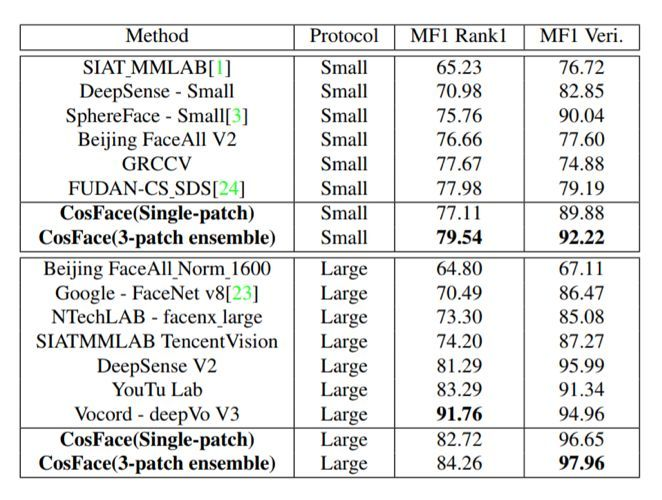 Method Protocol MF1 Rank1 MF1 Veri.
SIAT_MMLAB[1] Small 65.23 76.72
DeepSense - Small Small 70.98 82.85
SphereFace - Small[3] Small 75.76 90.04
Beijing FaceAll V2 Small 76.66 77.60
GRCCV Small 77.67 74.88
FUDAN-CS_SDS[24] Small 77.98 79.19
CosFace(Single-patch) Small 77.11 89.88
CosFace(3-patch ensemble) Small 79.54 92.22
Beijing FaceAll_Norm_1600 Large 64.80 67.11
Google - FaceNet v8[23] Large 70.49 86.47
NTechLAB - facenx_large Large 73.30 85.08
SIATMMLAB TencentVision Large 74.20 87.27
DeepSense V2 Large 81.29 95.99
YouTu Lab Large 83.29 91.34
Vocord - deepVo V3 Large 91.76 94.96
CosFace(Single-patch) Large 82.72 96.65
CosFace(3-patch ensemble) Large 84.26 97.96